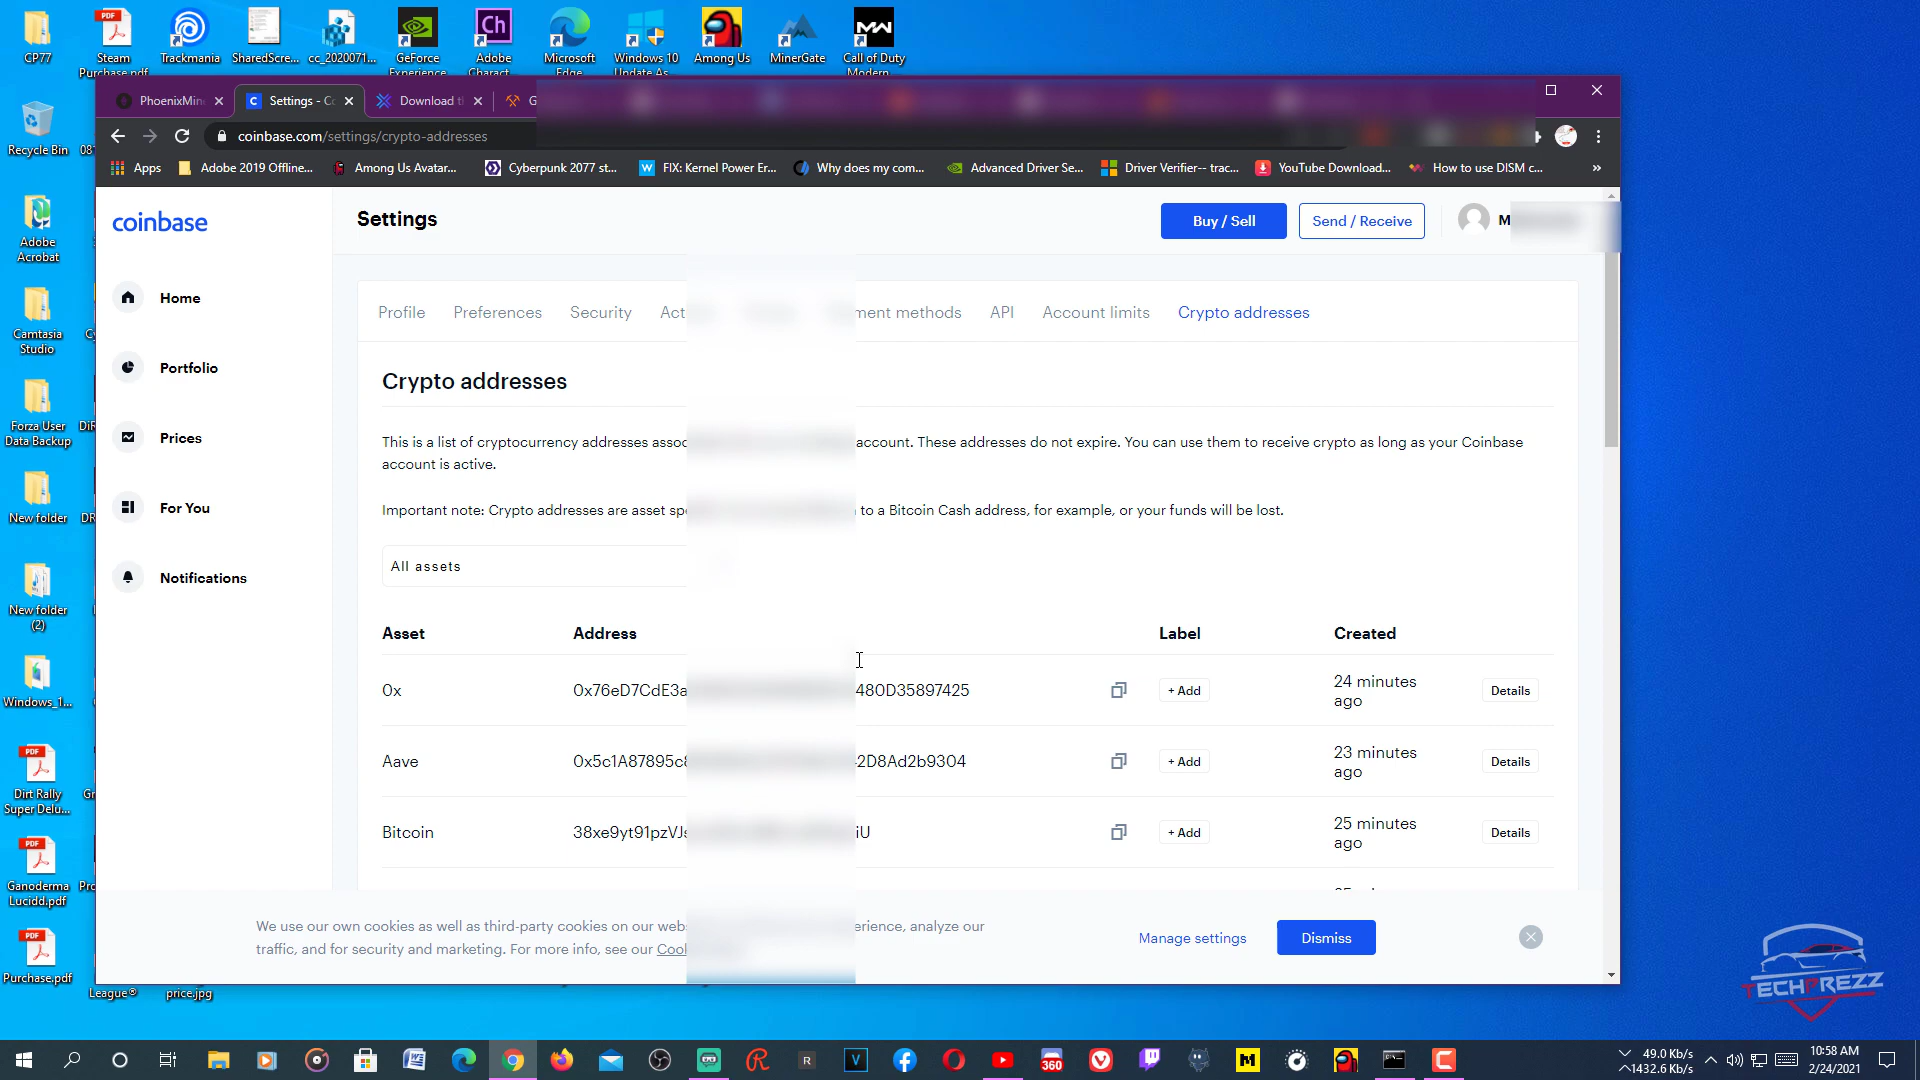 CP77
Steam
Purchase.pdf
Trackmania
SharedScre...
cc_2020071...
GeForce
Experience
Adobe
Charact...
Microsoft
Edge
Windows 10
Update As...
Among Us
MinerGate
Call of Duty
Modern...
PhoenixMin
Settings - Co
Download t
G
coinbase.com/settings/crypto-addresses
Apps
Adobe 2019 Offline...
Among Us Avatar...
Cyberpunk 2077 st...
FIX: Kernel Power Er...
Why does my com...
Advanced Driver Se...
Driver Verifier-- trac...
YouTube Download...
How to use DISM c...
»
Recycle Bin
Adobe
Acrobat
Camtasia
Studio
Forza User
Data Backup
New folder
New folder
(2)
Windows_1...
Dirt Rally
Super Delu...
Ganoderma
Lucidd.pdf
Purchase.pdf
League®
price.jpg
coinbase
Home
Portfolio
Prices
For You
Notifications
Settings
Buy / Sell
Send / Receive
M
Profile
Preferences
Security
Act
ment methods
API
Account limits
Crypto addresses
Crypto addresses
This is a list of cryptocurrency addresses assoc account. These addresses do not expire. You can use them to receive crypto as long as your Coinbase
account is active.
Important note: Crypto addresses are asset spe to a Bitcoin Cash address, for example, or your funds will be lost.
All assets
Asset Address Label Created
0x 0x76eD7CdE3a 480D35897425 + Add 24 minutes
ago Details
Aave 0x5c1A87895c 2D8Ad2b9304 + Add 23 minutes
ago Details
Bitcoin 38xe9yt91pzVJs iU + Add 25 minutes
ago Details
We use our own cookies as well as third-party cookies on our webs erience, analyze our
traffic, and for security and marketing. For more info, see our Cool
Manage settings
Dismiss
TECHPREZZ
49.0 Kb/s
1432.6 Kb/s
10:58 AM
2/24/2021